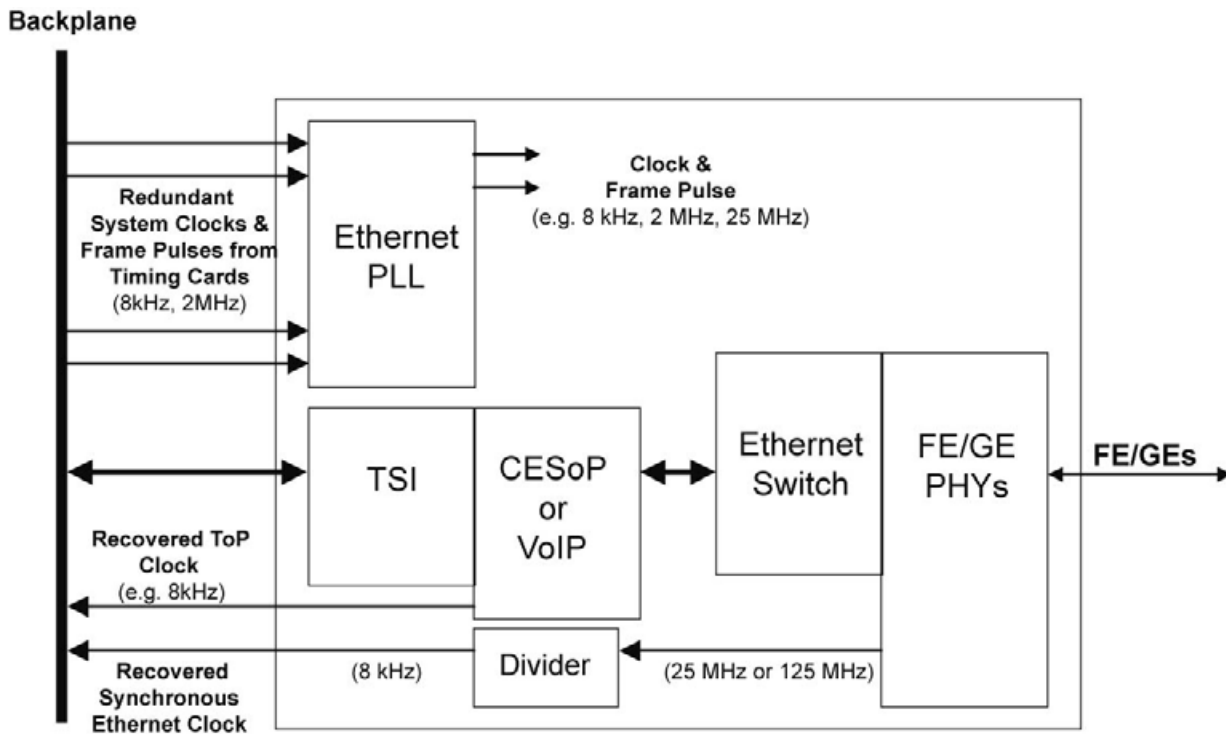 Backplane
Redundant
System Clocks &
Frame Pulses from
Timing Cards
(8kHz, 2MHz)
Ethernet
PLL
Clock &
Frame Pulse
(e.g. 8 kHz, 2 MHz, 25 MHz)
TSI
CESoP
or
VoIP
Ethernet
Switch
FE/GE
PHYs
FE/GEs
Recovered ToP
Clock
(e.g. 8kHz)
Recovered
Synchronous
Ethernet Clock
(8 kHz)
Divider
(25 MHz or 125 MHz)